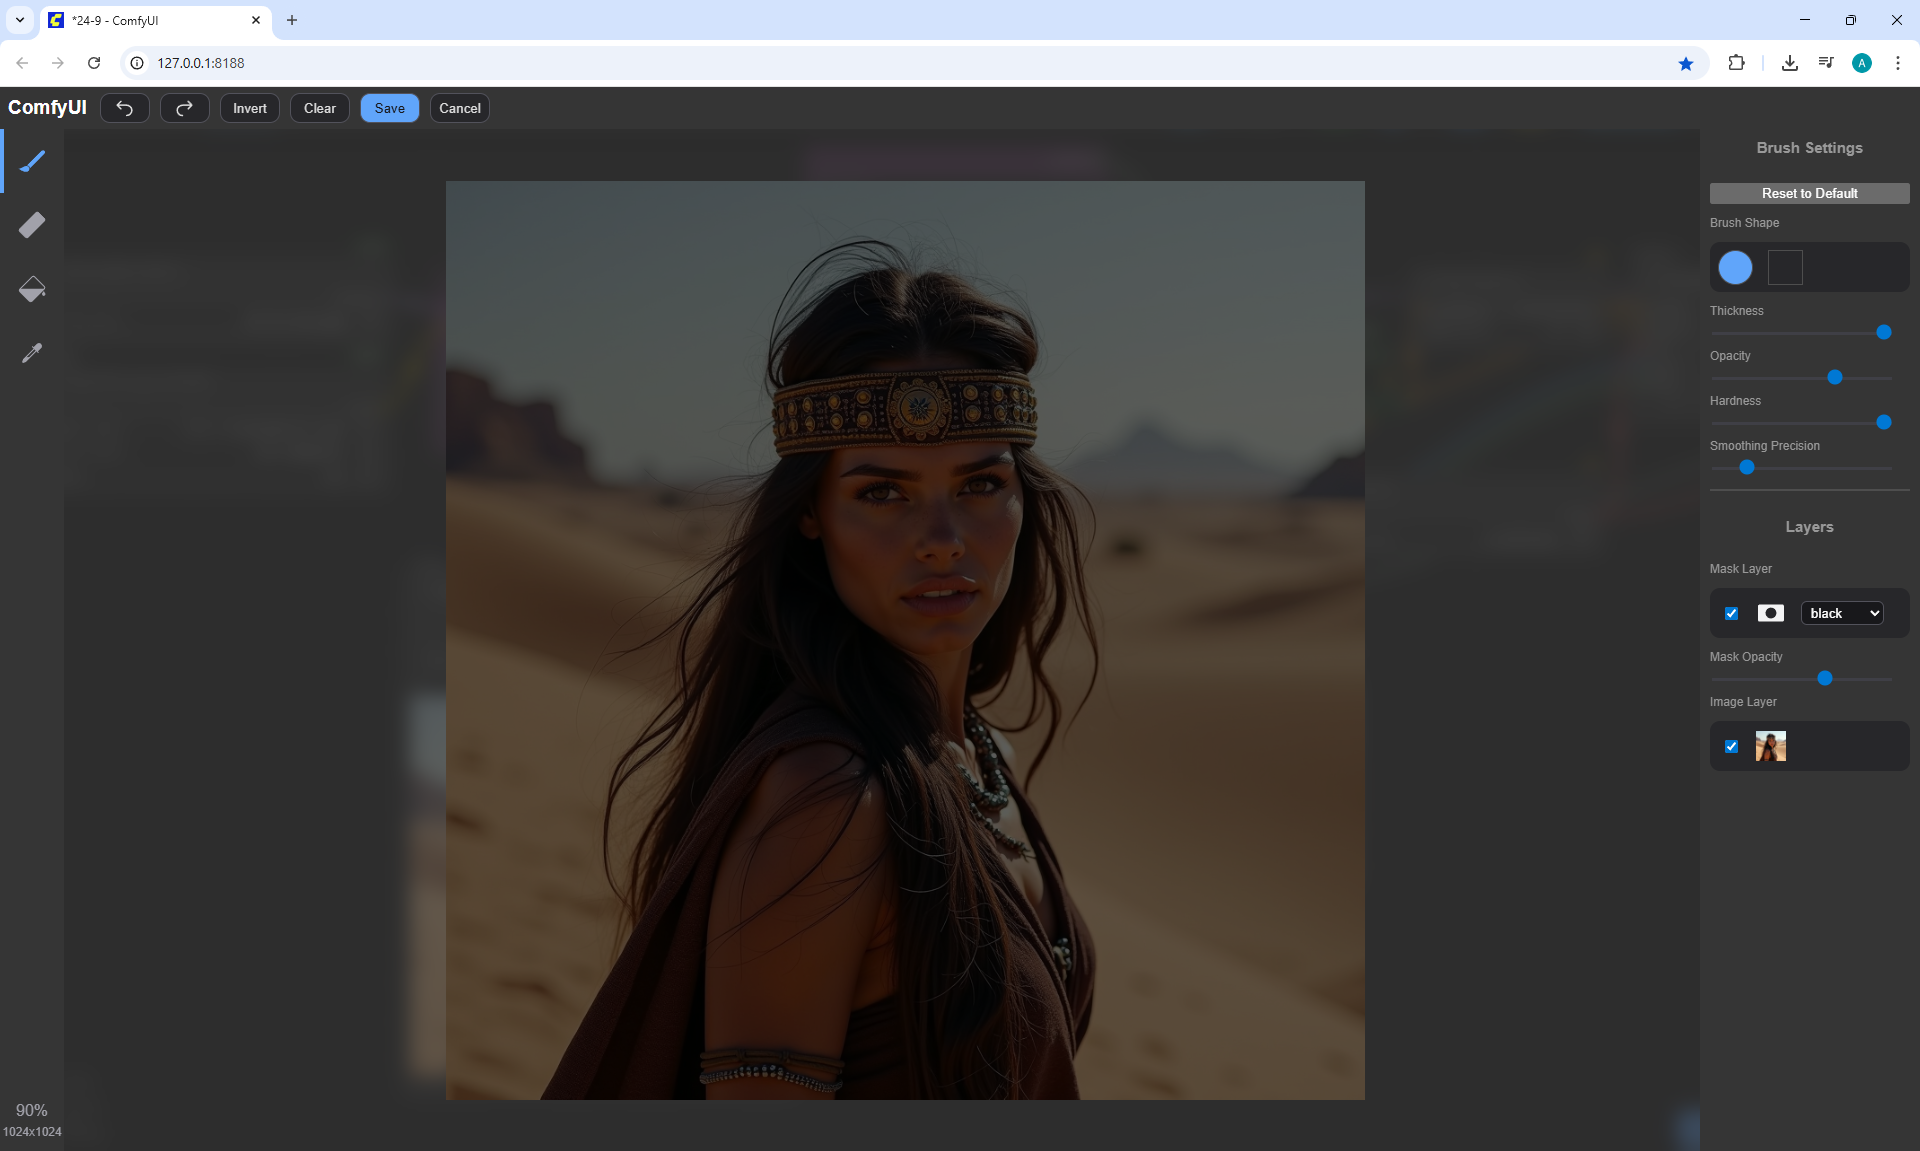 *24-9 - ComfyUI
127.0.0.1:8188
A
ComfyUI
Invert
Clear
Save
Cancel
Brush Settings
Reset to Default
Brush Shape
Thickness
Opacity
Hardness
Smoothing Precision
Layers
Mask Layer
black
Mask Opacity
Image Layer
90%
1024x1024